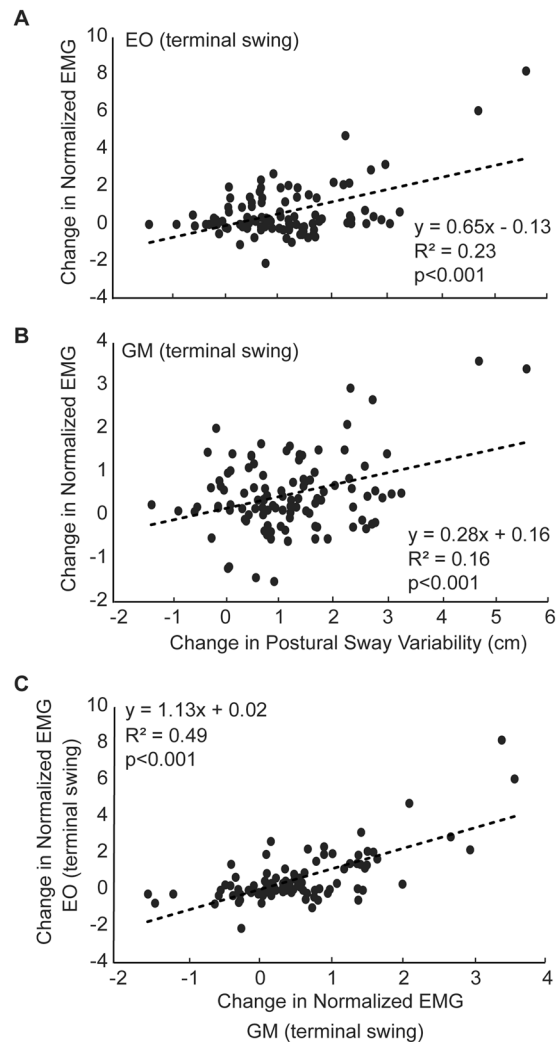 A
EO (terminal swing)
Change in Normalized EMG
10
8
6
4
2
0
-2
-4
y = 0.65x - 0.13
R² = 0.23
p<0.001
B
GM (terminal swing)
Change in Normalized EMG
4
3
2
1
0
-1
-2
y = 0.28x + 0.16
R² = 0.16
p<0.001
-2 -1 0 1 2 3 4 5 6
Change in Postural Sway Variability (cm)
C
y = 1.13x + 0.02
R² = 0.49
p<0.001
Change in Normalized EMG
EO (terminal swing)
10
8
6
4
2
0
-2
-4
-2 -1 0 1 2 3 4
Change in Normalized EMG
GM (terminal swing)